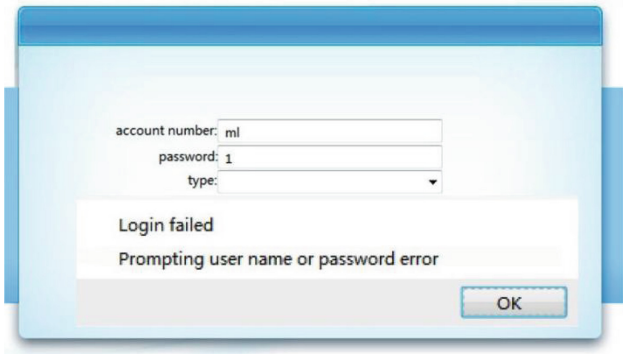 account number: ml
password: 1
type:
Login failed
Prompting user name or password error
OK